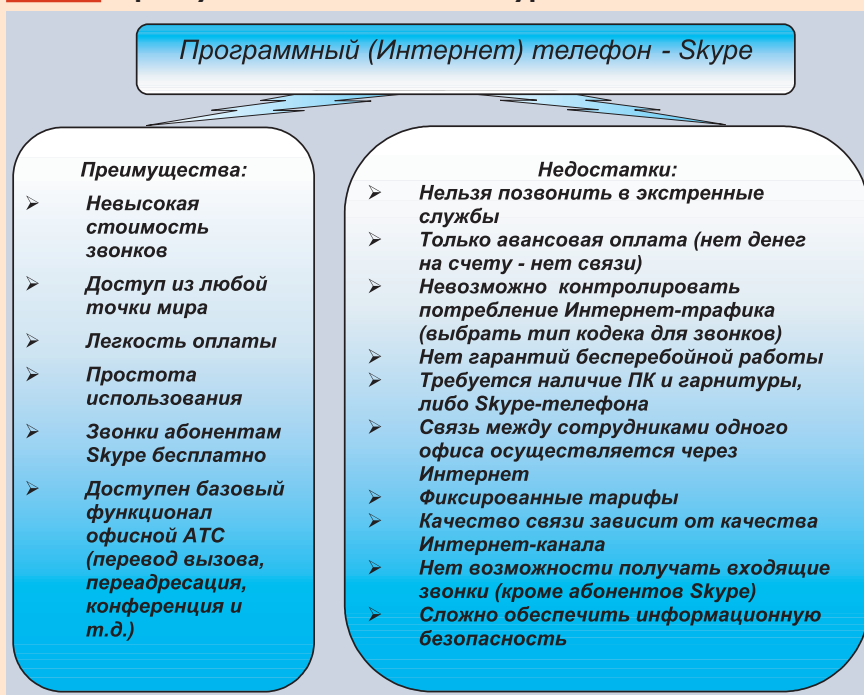 Программный (Интернет) телефон - Skype
Преимущества:
Невысокая
стоимость
звонков
Доступ из любой
точки мира
Легкость оплаты
Простота
использования
Звонки абонентам
Skype бесплатно
Доступен базовый
функционал
офисной АТС
(перевод вызова,
переадресация,
конференция и
т.д.)
Недостатки:
Нельзя позвонить в экстренные
службы
Только авансовая оплата (нет денег
на счету - нет связи)
Невозможно контролировать
потребление Интернет-трафика
(выбрать тип кодека для звонков)
Нет гарантий бесперебойной работы
Требуется наличие ПК и гарнитуры,
либо Skype-телефона
Связь между сотрудниками одного
офиса осуществляется через
Интернет
Фиксированные тарифы
Качество связи зависит от качества
Интернет-канала
Нет возможности получать входящие
звонки (кроме абонентов Skype)
Сложно обеспечить информационную
безопасность